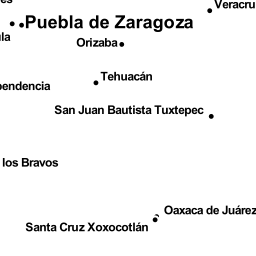 es
Veracru
Puebla de Zaragoza
la
Orizaba
Tehuacán
pendencia
San Juan Bautista Tuxtepec
los Bravos
Oaxaca de Juárez
Santa Cruz Xoxocotlán